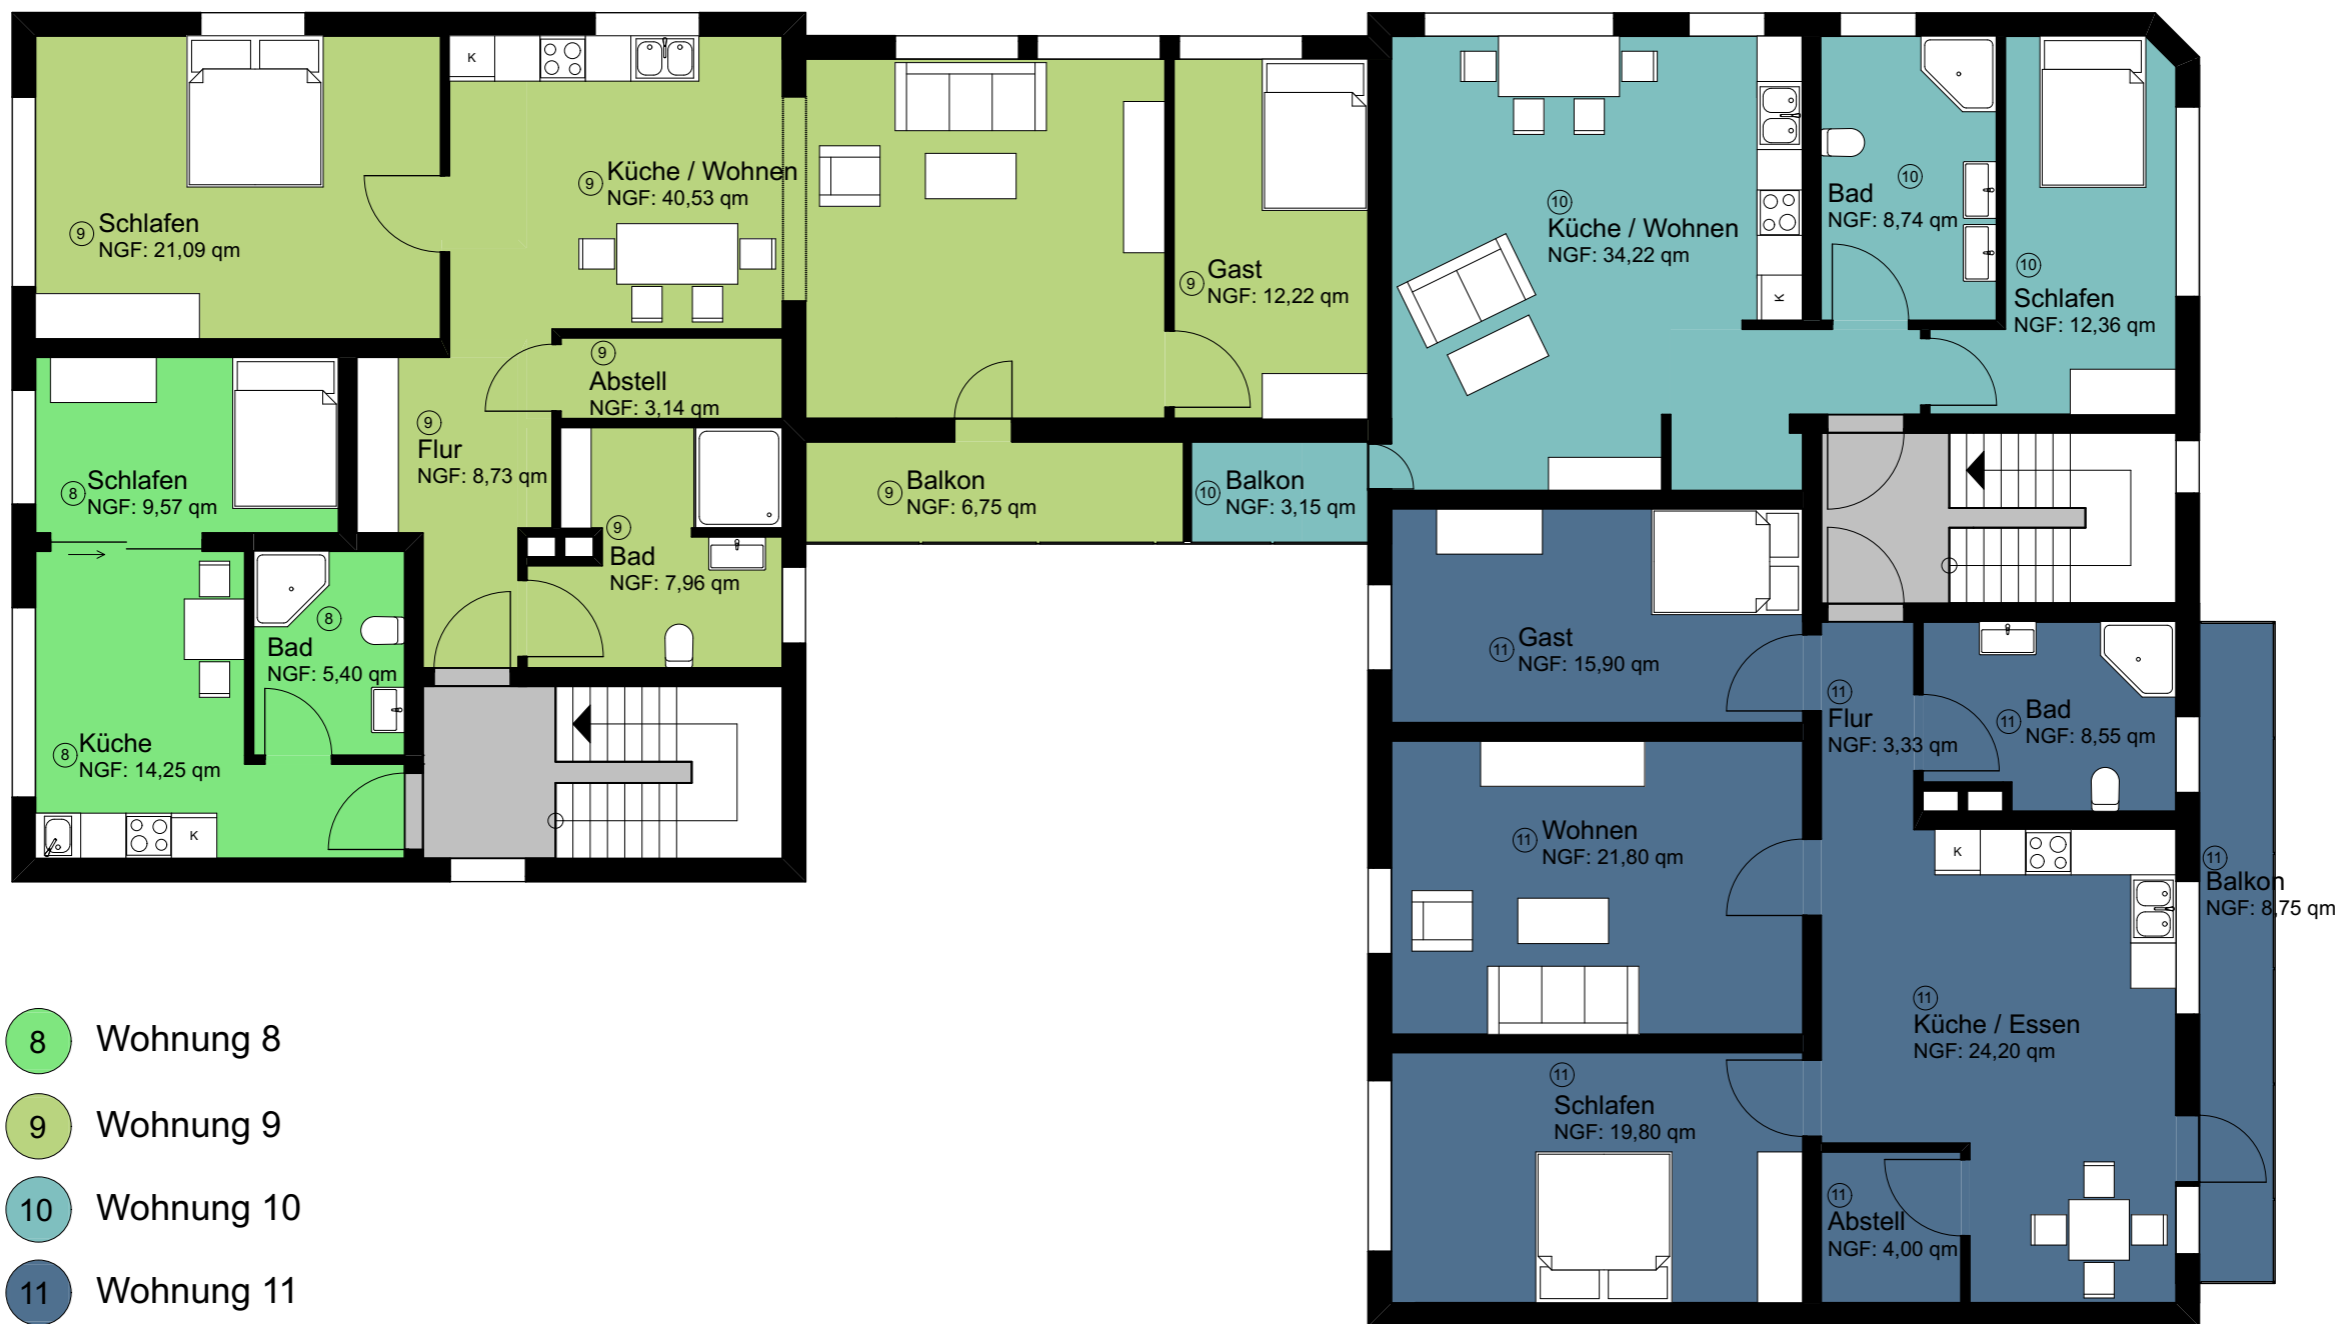 K
9
Küche / Wohnen
NGF: 40,53 qm
9
Schlafen
NGF: 21,09 qm
9
Gast
NGF: 12,22 qm
10
Küche / Wohnen
NGF: 34,22 qm
K
10
Bad
NGF: 8,74 qm
10
Schlafen
NGF: 12,36 qm
9
Abstell
NGF: 3,14 qm
9
Flur
NGF: 8,73 qm
8
Schlafen
NGF: 9,57 qm
9
Balkon
NGF: 6,75 qm
10
Balkon
NGF: 3,15 qm
9
Bad
NGF: 7,96 qm
8
Bad
NGF: 5,40 qm
8
Küche
NGF: 14,25 qm
K
11
Gast
NGF: 15,90 qm
11
Flur
NGF: 3,33 qm
11
Bad
NGF: 8,55 qm
11
Wohnen
NGF: 21,80 qm
K
11
Balkon
NGF: 8,75 qm
11
Küche / Essen
NGF: 24,20 qm
11
Schlafen
NGF: 19,80 qm
11
Abstell
NGF: 4,00 qm
8 Wohnung 8
9 Wohnung 9
10 Wohnung 10
11 Wohnung 11